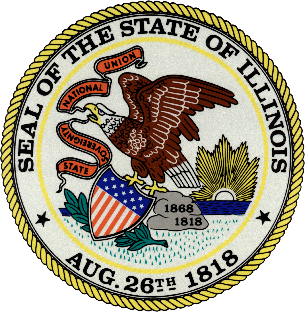 SEAL OF THE STATE OF ILLINOIS
STATE
SOVEREIGNTY
NATIONAL
UNION
1868
1818
AUG. 26TH 1818